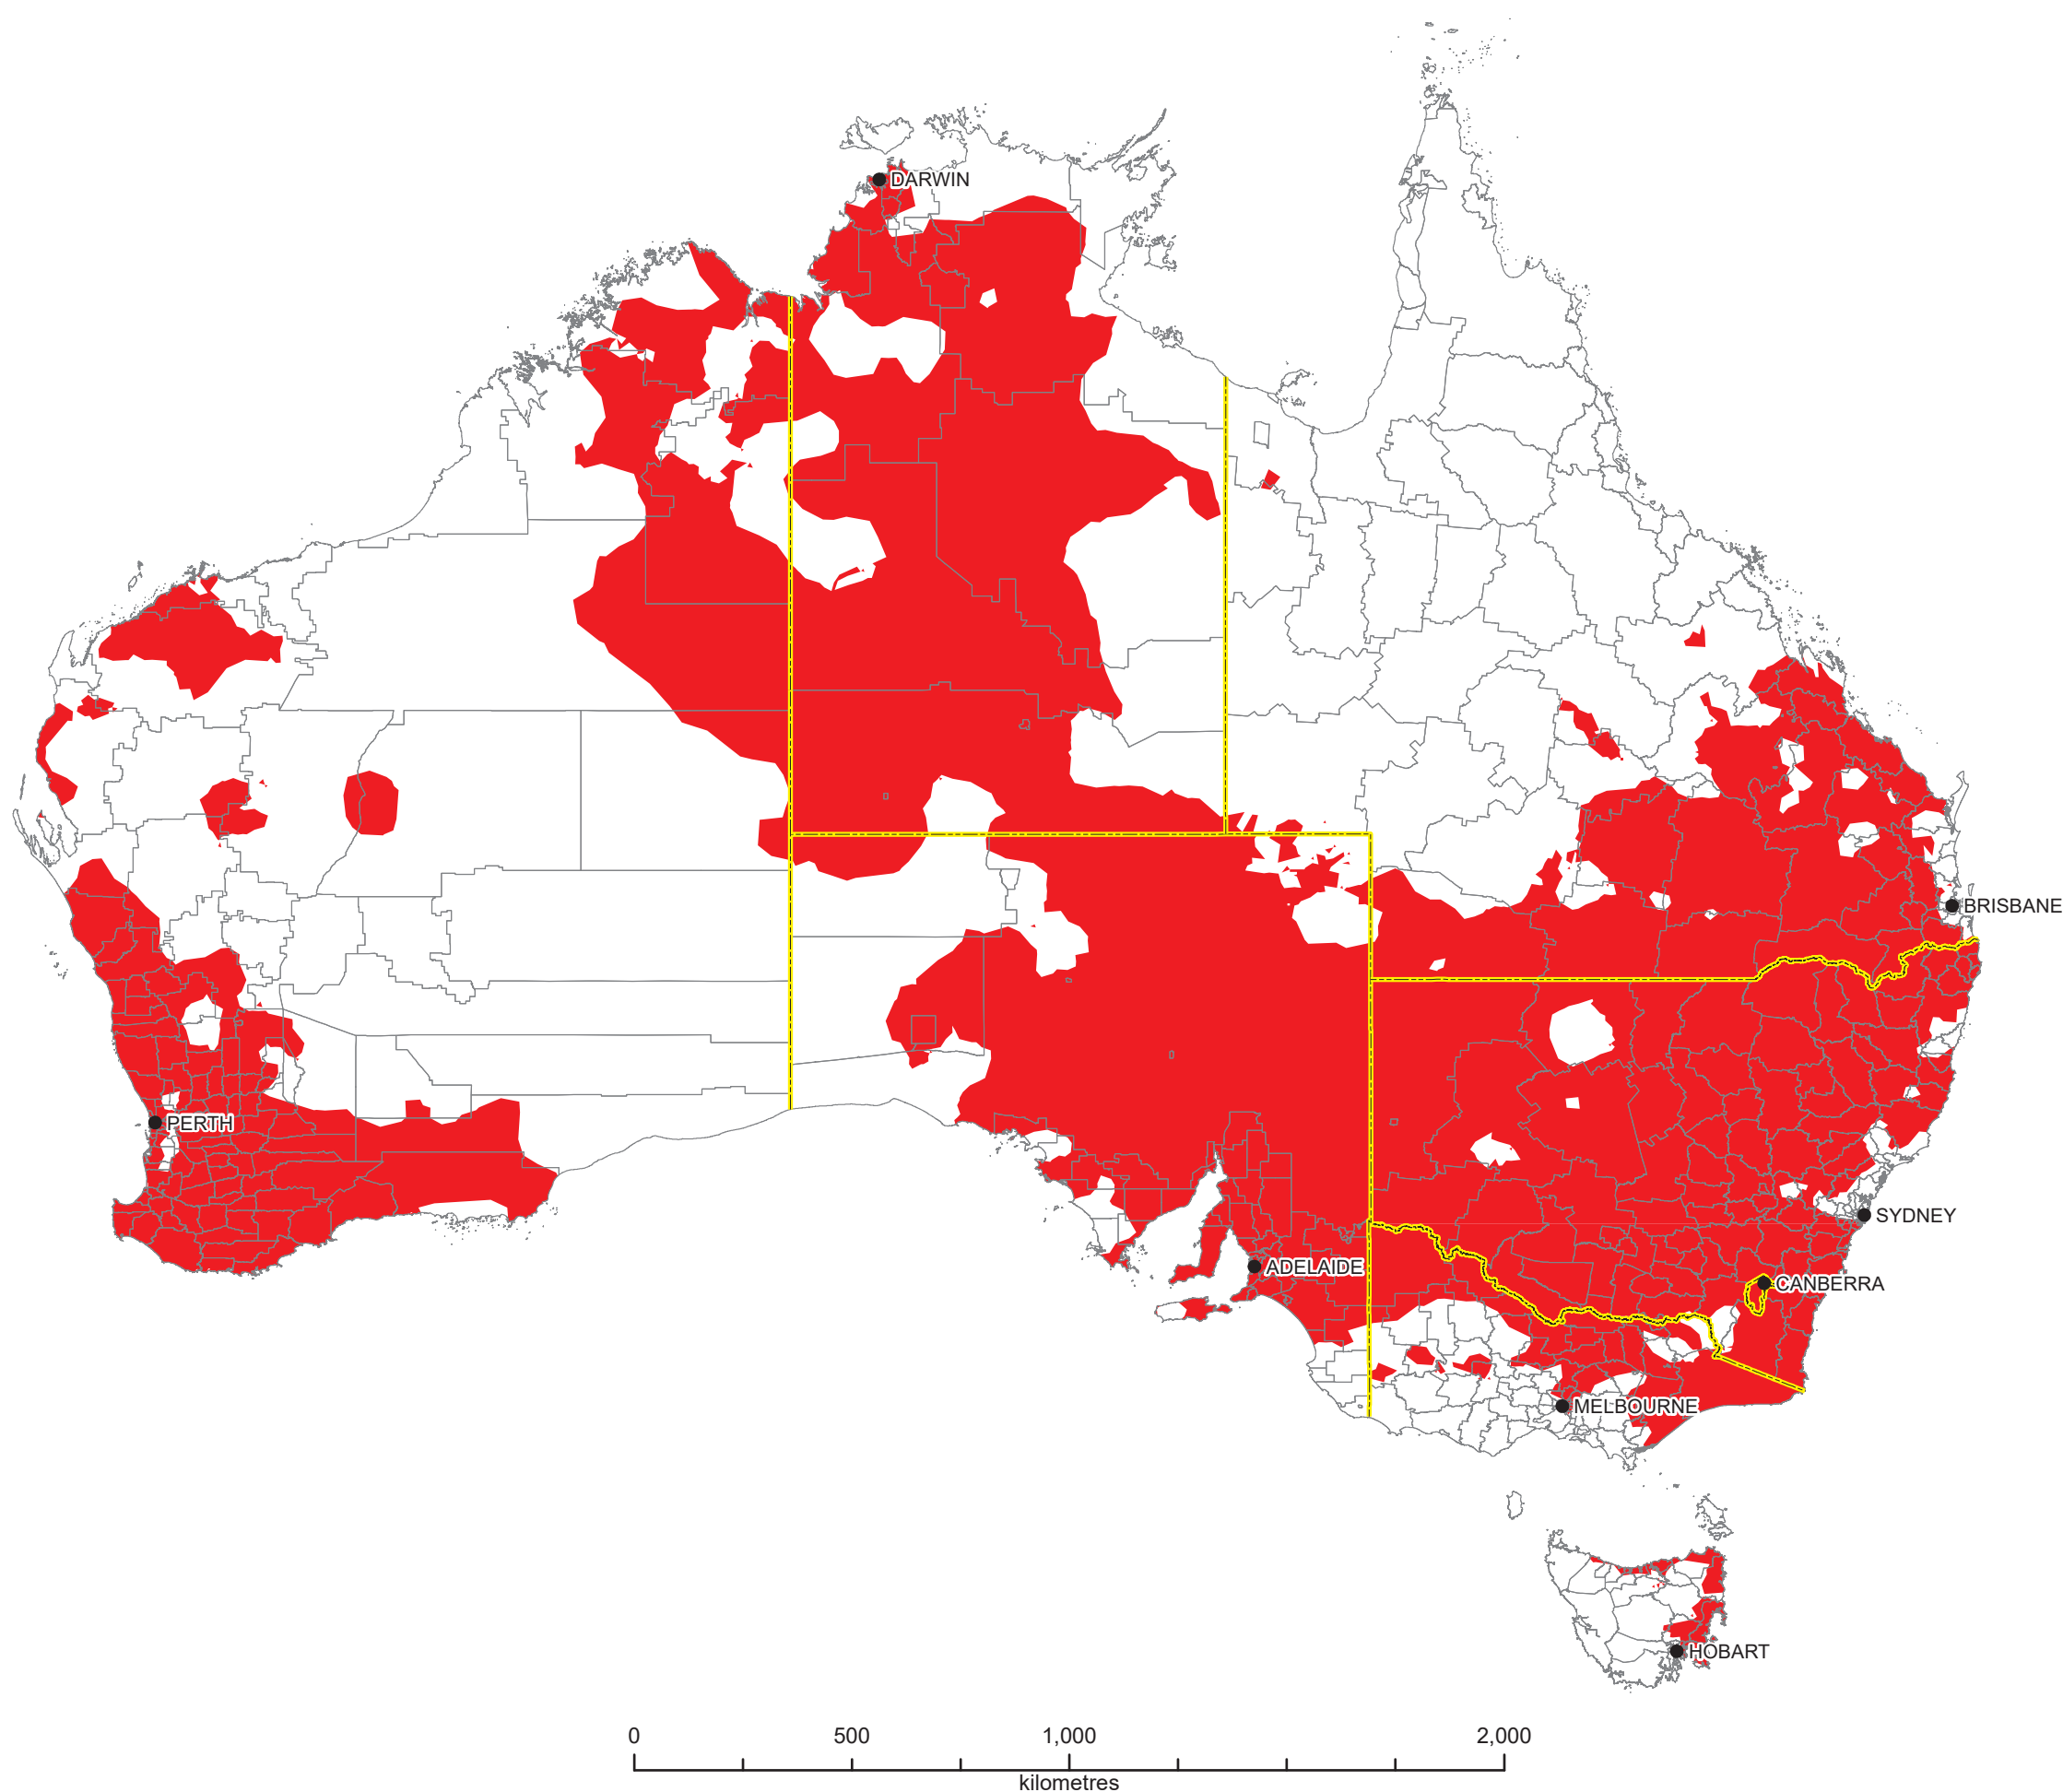 DARWIN
BRISBANE
PERTH
SYDNEY
ADELAIDE
CANBERRA
MELBOURNE
HOBART
0 500 1,000 2,000
kilometres